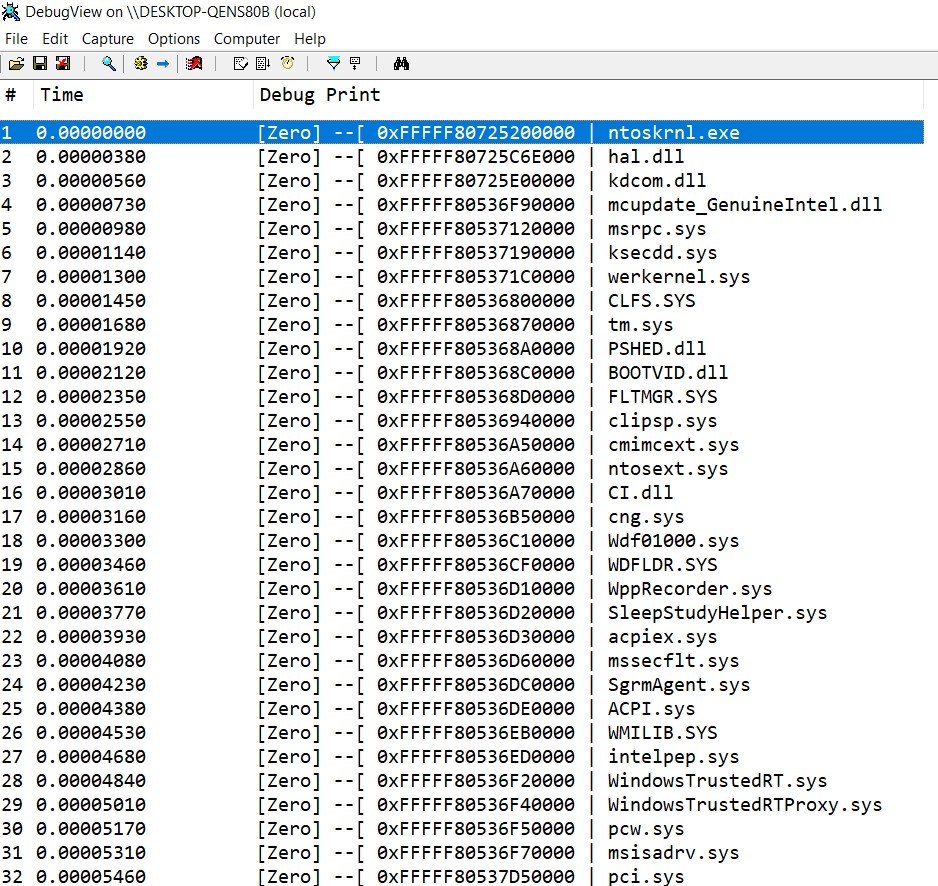 DebugView on \\DESKTOP-QENS80B (local)
File Edit Capture Options Computer Help
# Time Debug Print
1 0.00000000 [Zero] --[ 0xFFFFF80725200000 | ntoskrnl.exe
2 0.00000380 [Zero] --[ 0xFFFFF80725C6E000 | hal.dll
3 0.00000560 [Zero] --[ 0xFFFFF80725E00000 | kdcom.dll
4 0.00000730 [Zero] --[ 0xFFFFF80536F90000 | mcupdate_GenuineIntel.dll
5 0.00000980 [Zero] --[ 0xFFFFF80537120000 | msrpc.sys
6 0.00001140 [Zero] --[ 0xFFFFF80537190000 | ksecdd.sys
7 0.00001300 [Zero] --[ 0xFFFFF805371C0000 | werkernel.sys
8 0.00001450 [Zero] --[ 0xFFFFF80536800000 | CLFS.SYS
9 0.00001680 [Zero] --[ 0xFFFFF80536870000 | tm.sys
10 0.00001920 [Zero] --[ 0xFFFFF805368A0000 | PSHED.dll
11 0.00002120 [Zero] --[ 0xFFFFF805368C0000 | BOOTVID.dll
12 0.00002350 [Zero] --[ 0xFFFFF805368D0000 | FLTMGR.SYS
13 0.00002550 [Zero] --[ 0xFFFFF80536940000 | clipsp.sys
14 0.00002710 [Zero] --[ 0xFFFFF80536A50000 | cmimcext.sys
15 0.00002860 [Zero] --[ 0xFFFFF80536A60000 | ntosext.sys
16 0.00003010 [Zero] --[ 0xFFFFF80536A70000 | CI.dll
17 0.00003160 [Zero] --[ 0xFFFFF80536B50000 | cng.sys
18 0.00003300 [Zero] --[ 0xFFFFF80536C10000 | Wdf01000.sys
19 0.00003460 [Zero] --[ 0xFFFFF80536CF0000 | WDFLDR.SYS
20 0.00003610 [Zero] --[ 0xFFFFF80536D10000 | WppRecorder.sys
21 0.00003770 [Zero] --[ 0xFFFFF80536D20000 | SleepStudyHelper.sys
22 0.00003930 [Zero] --[ 0xFFFFF80536D30000 | acpiex.sys
23 0.00004080 [Zero] --[ 0xFFFFF80536D60000 | mssecflt.sys
24 0.00004230 [Zero] --[ 0xFFFFF80536DC0000 | SgrmAgent.sys
25 0.00004380 [Zero] --[ 0xFFFFF80536DE0000 | ACPI.sys
26 0.00004530 [Zero] --[ 0xFFFFF80536EB0000 | WMILIB.SYS
27 0.00004680 [Zero] --[ 0xFFFFF80536ED0000 | intelpep.sys
28 0.00004840 [Zero] --[ 0xFFFFF80536F20000 | WindowsTrustedRT.sys
29 0.00005010 [Zero] --[ 0xFFFFF80536F40000 | WindowsTrustedRTProxy.sys
30 0.00005170 [Zero] --[ 0xFFFFF80536F50000 | pcw.sys
31 0.00005310 [Zero] --[ 0xFFFFF80536F70000 | msisadrv.sys
32 0.00005460 [Zero] --[ 0xFFFFF80537D50000 | pci.sys